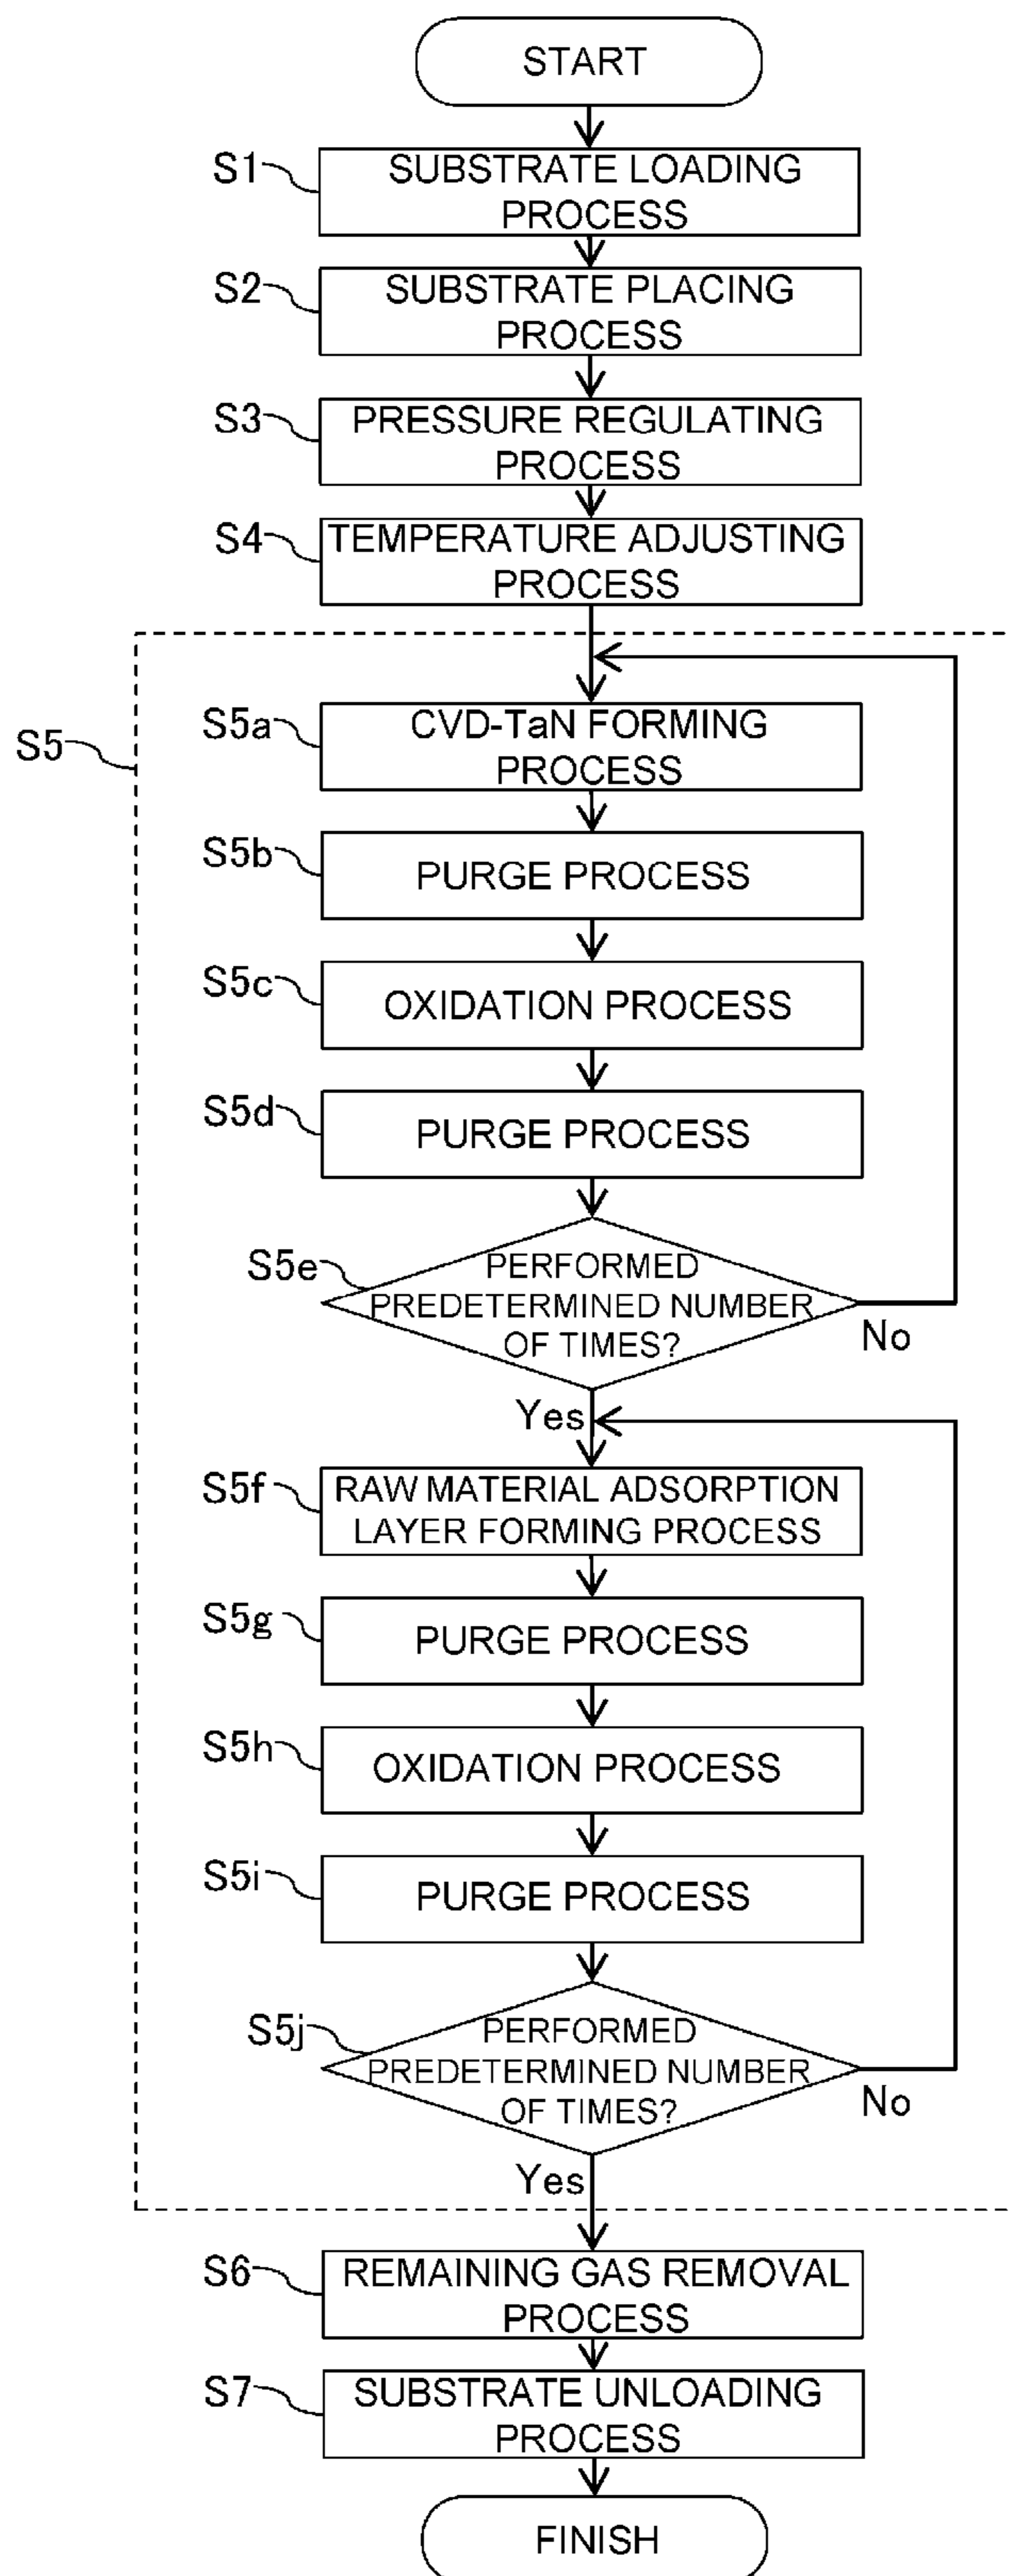 START
S1
SUBSTRATE LOADING
PROCESS
S2
SUBSTRATE PLACING
PROCESS
S3
PRESSURE REGULATING
PROCESS
S4
TEMPERATURE ADJUSTING
PROCESS
S5
S5a
CVD-TaN FORMING
PROCESS
S5b
PURGE PROCESS
S5c
OXIDATION PROCESS
S5d
PURGE PROCESS
S5e
PERFORMED
PREDETERMINED NUMBER
OF TIMES?
No
Yes
S5f
RAW MATERIAL ADSORPTION
LAYER FORMING PROCESS
S5g
PURGE PROCESS
S5h
OXIDATION PROCESS
S5i
PURGE PROCESS
S5j
PERFORMED
PREDETERMINED NUMBER
OF TIMES?
No
Yes
S6
REMAINING GAS REMOVAL
PROCESS
S7
SUBSTRATE UNLOADING
PROCESS
FINISH